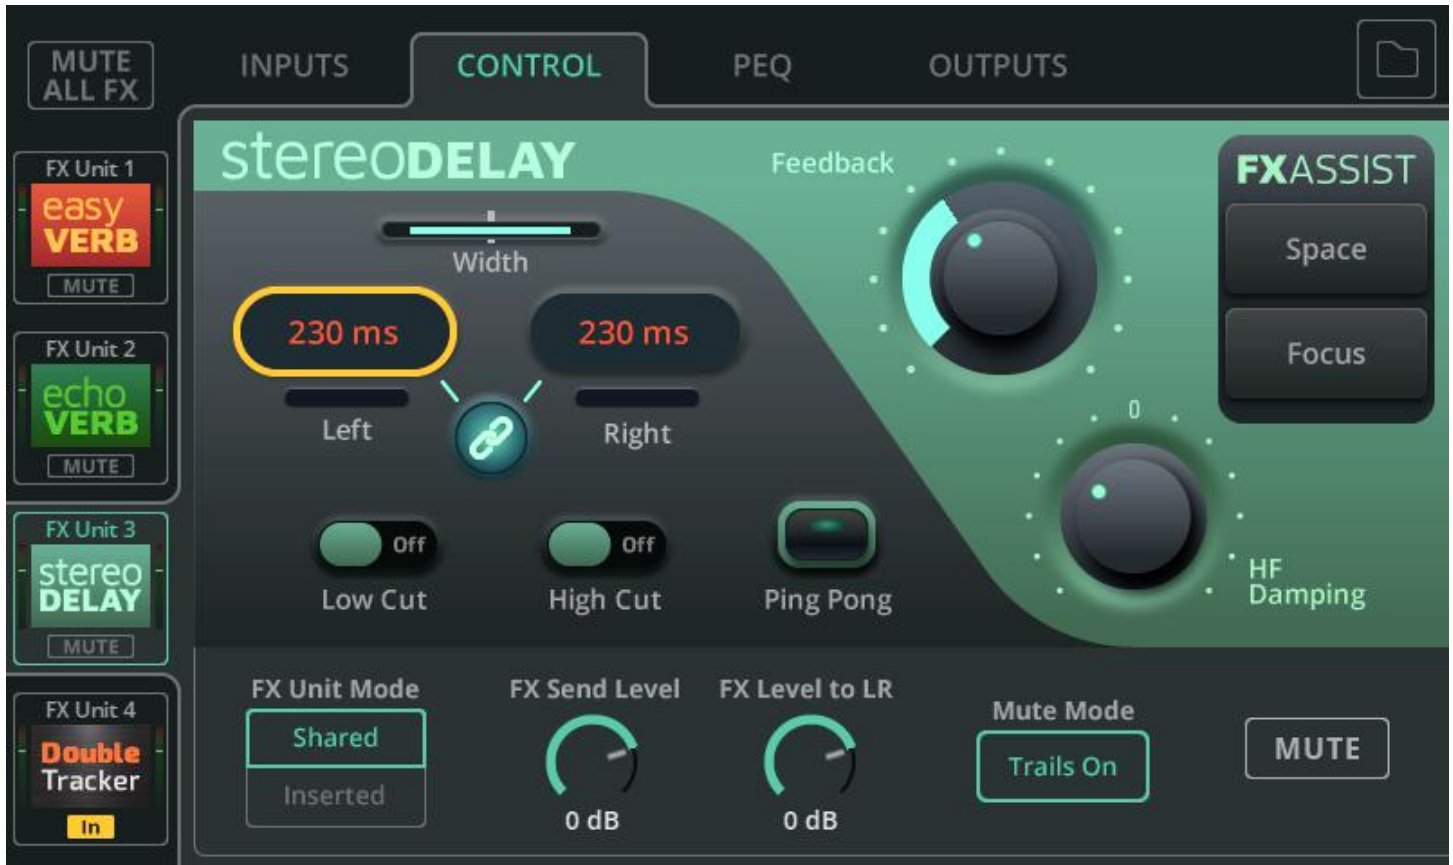 MUTE
ALL FX
INPUTS
CONTROL
PEQ
OUTPUTS
FX Unit 1
easy
VERB
MUTE
FX Unit 2
echo
VERB
MUTE
FX Unit 3
stereo
DELAY
MUTE
FX Unit 4
Double
Tracker
In
stereoDELAY
Width
230 ms
230 ms
Left
Right
Off
Off
Low Cut
High Cut
Ping Pong
Feedback
0
HF
Damping
FXASSIST
Space
Focus
FX Unit Mode
Shared
Inserted
FX Send Level
0 dB
FX Level to LR
0 dB
Mute Mode
Trails On
MUTE